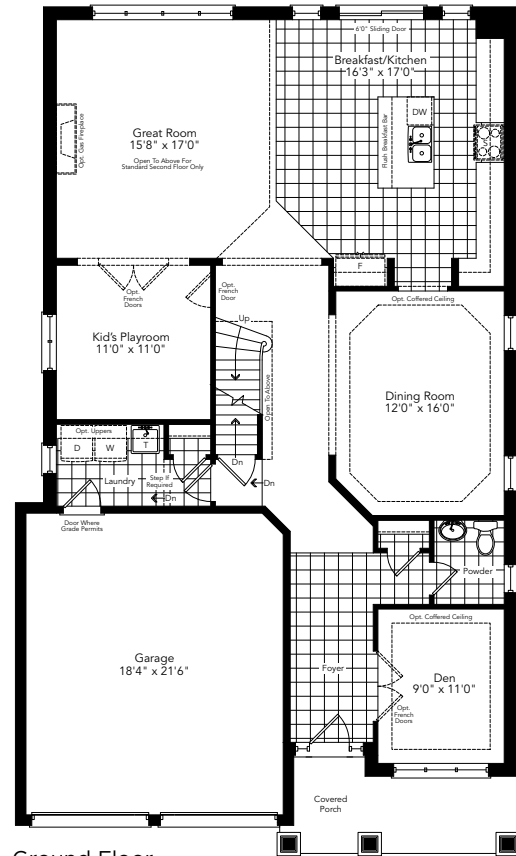 6'0" Sliding Door
Breakfast/Kitchen
16'3" x 17'0"
DW
Flush Breakfast Bar
S
Opt. Gas Fireplace
Great Room
15'8" x 17'0"
Open To Above For
Standard Second Floor Only
F
Opt.
French
Doors
Opt.
French
Door
Opt. Coffered Ceiling
Kid's Playroom
11'0" x 11'0"
Up
Open To Above
Dining Room
12'0" x 16'0"
Opt. Uppers
D
W
T
Laundry
Step If
Required
Dn
Dn
Dn
Door Where
Grade Permits
Powder
Opt. Coffered Ceiling
Garage
18'4" x 21'6"
Foyer
Den
9'0" x 11'0"
Opt.
French
Doors
Covered
Porch
Ground Floor